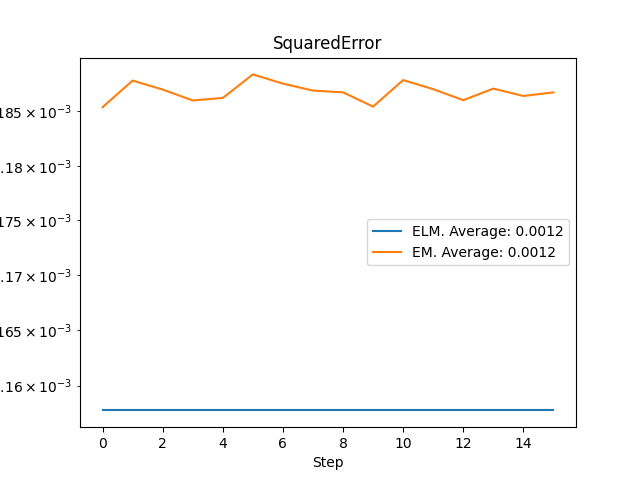 SquaredError
185 × 10⁻³
.18 × 10⁻³
175 × 10⁻³
.17 × 10⁻³
165 × 10⁻³
.16 × 10⁻³
ELM. Average: 0.0012
EM. Average: 0.0012
0 2 4 6 8 10 12 14
Step